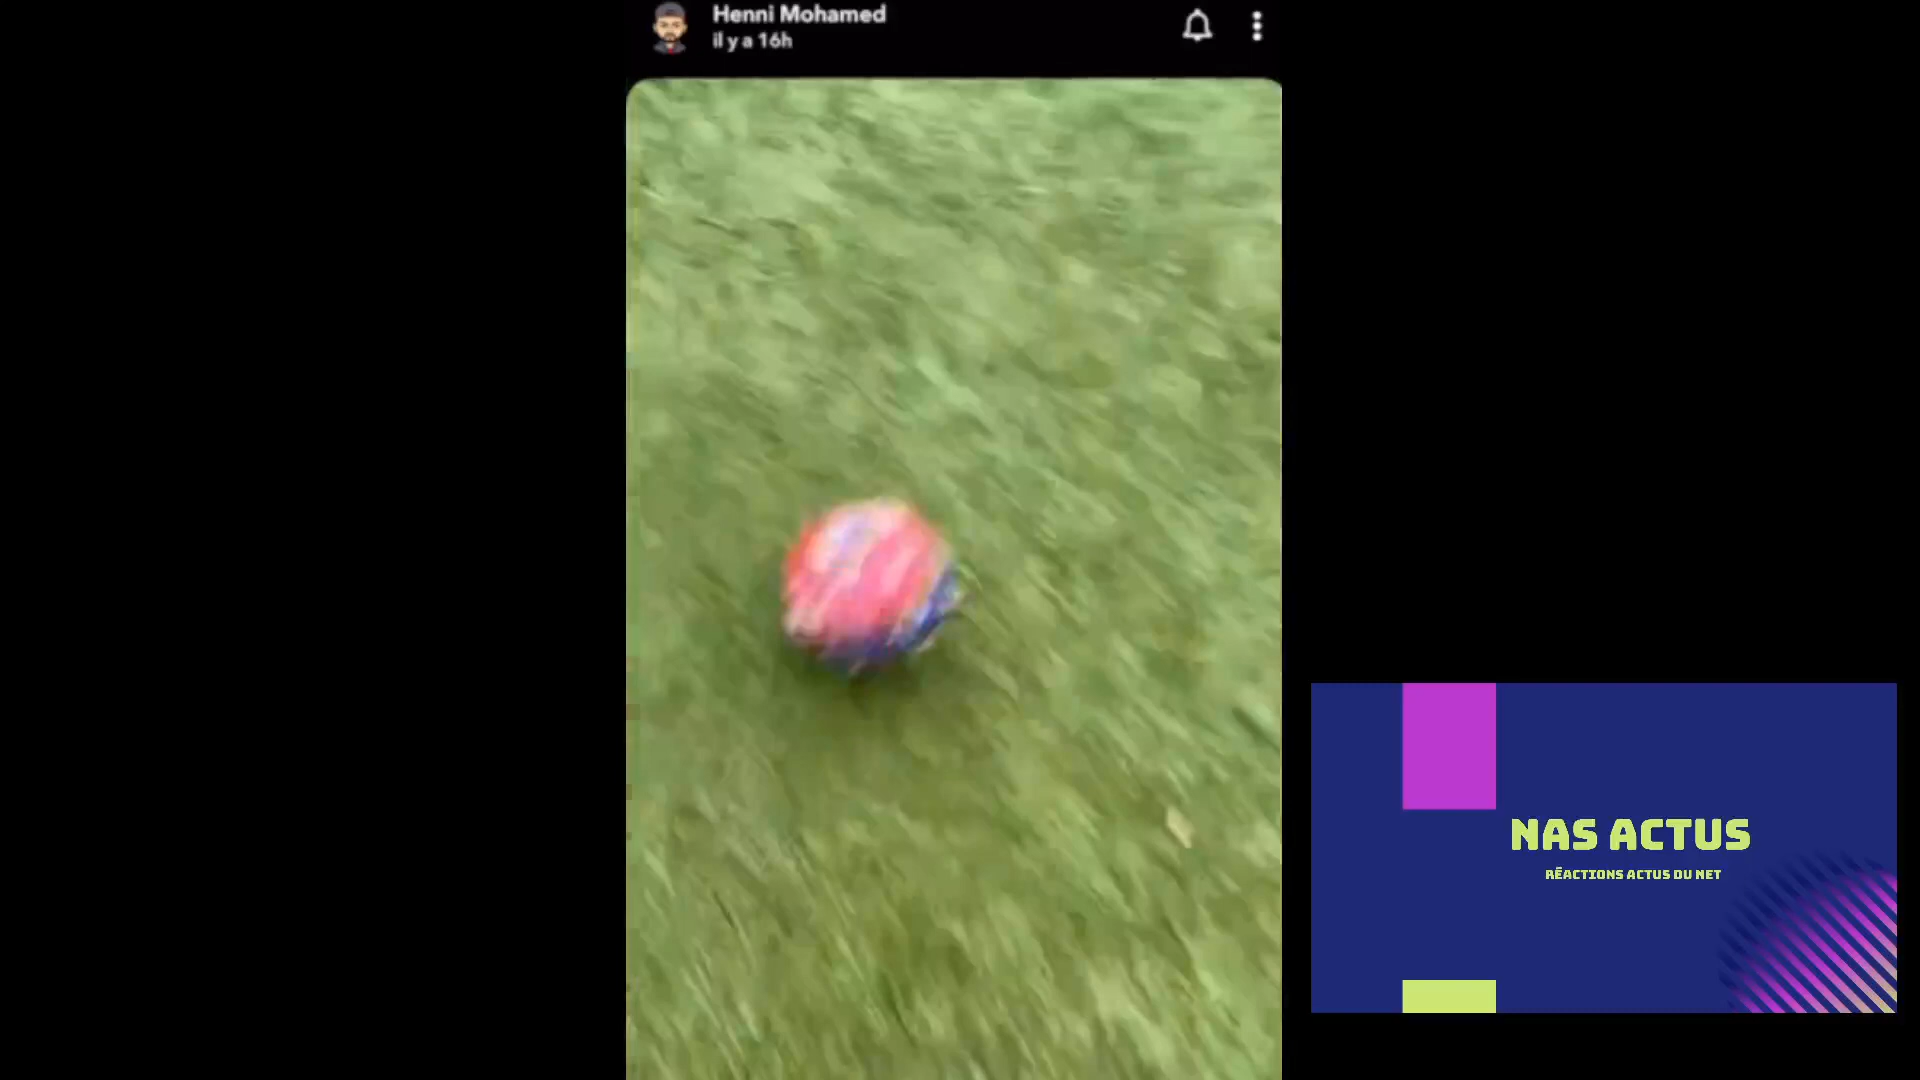 Henni Mohamed
il y a 16h
NAS ACTUS
RÉACTIONS ACTUS DU NET